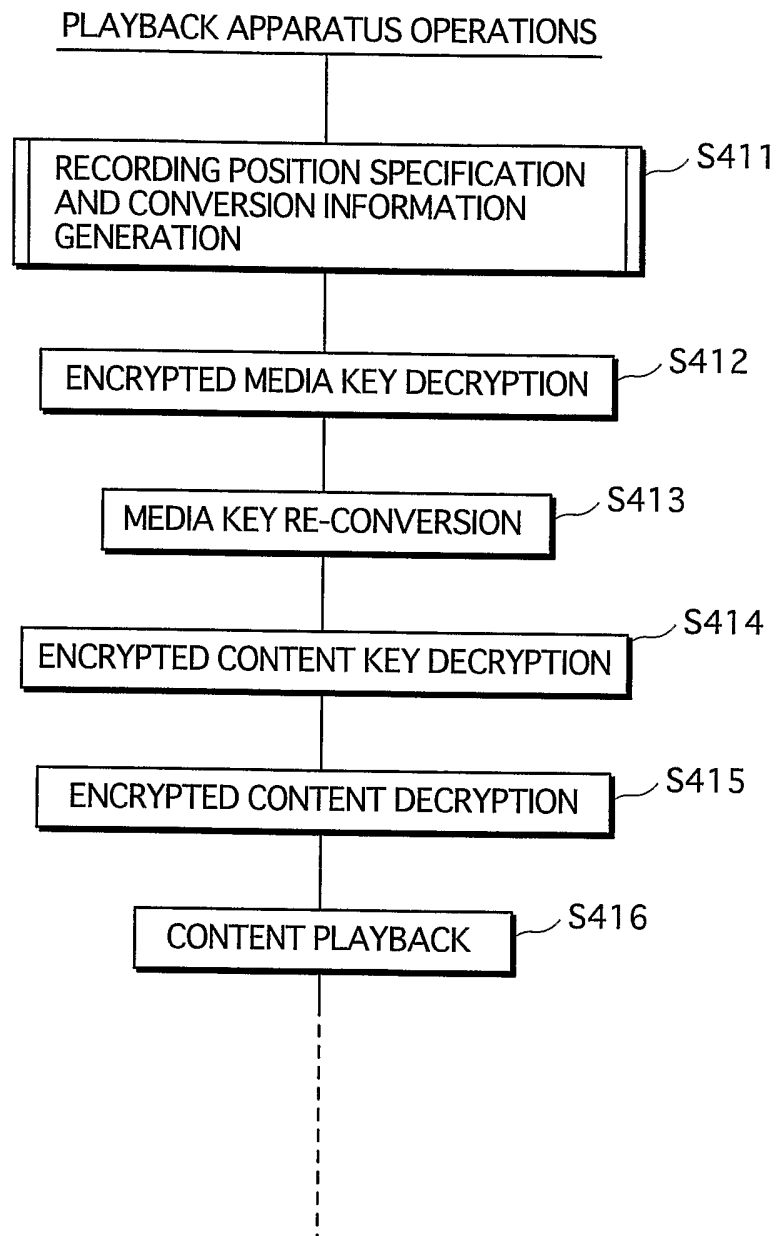 PLAYBACK APPARATUS OPERATIONS
RECORDING POSITION SPECIFICATION
AND CONVERSION INFORMATION
GENERATION
S411
ENCRYPTED MEDIA KEY DECRYPTION
S412
MEDIA KEY RE-CONVERSION
S413
ENCRYPTED CONTENT KEY DECRYPTION
S414
ENCRYPTED CONTENT DECRYPTION
S415
CONTENT PLAYBACK
S416